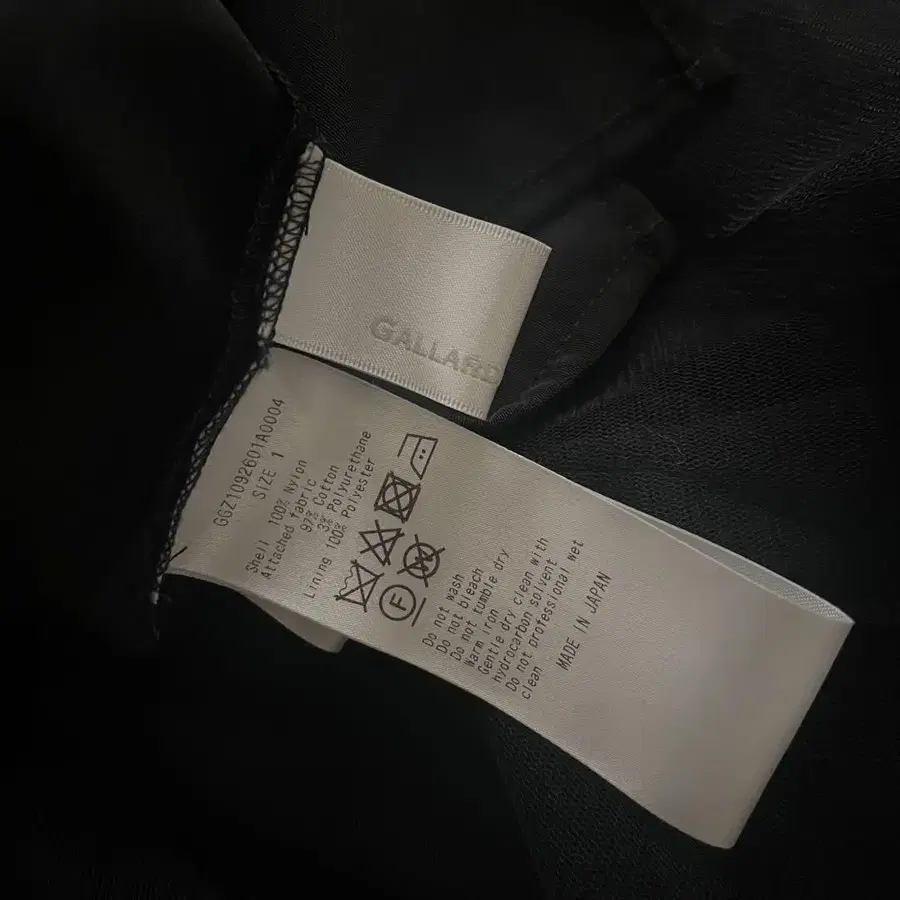 GALLARD
GGZ1092601A0004
SIZE 1
Shell 100% Nylon
Attached fabric
97% Cotton
3% Polyurethane
Lining 100% Polyester
F
Do not wash
Do not bleach
Do not tumble dry
Warm iron
Gentle dry clean with
hydrocarbon solvent
Do not professional wet
clean
MADE IN JAPAN